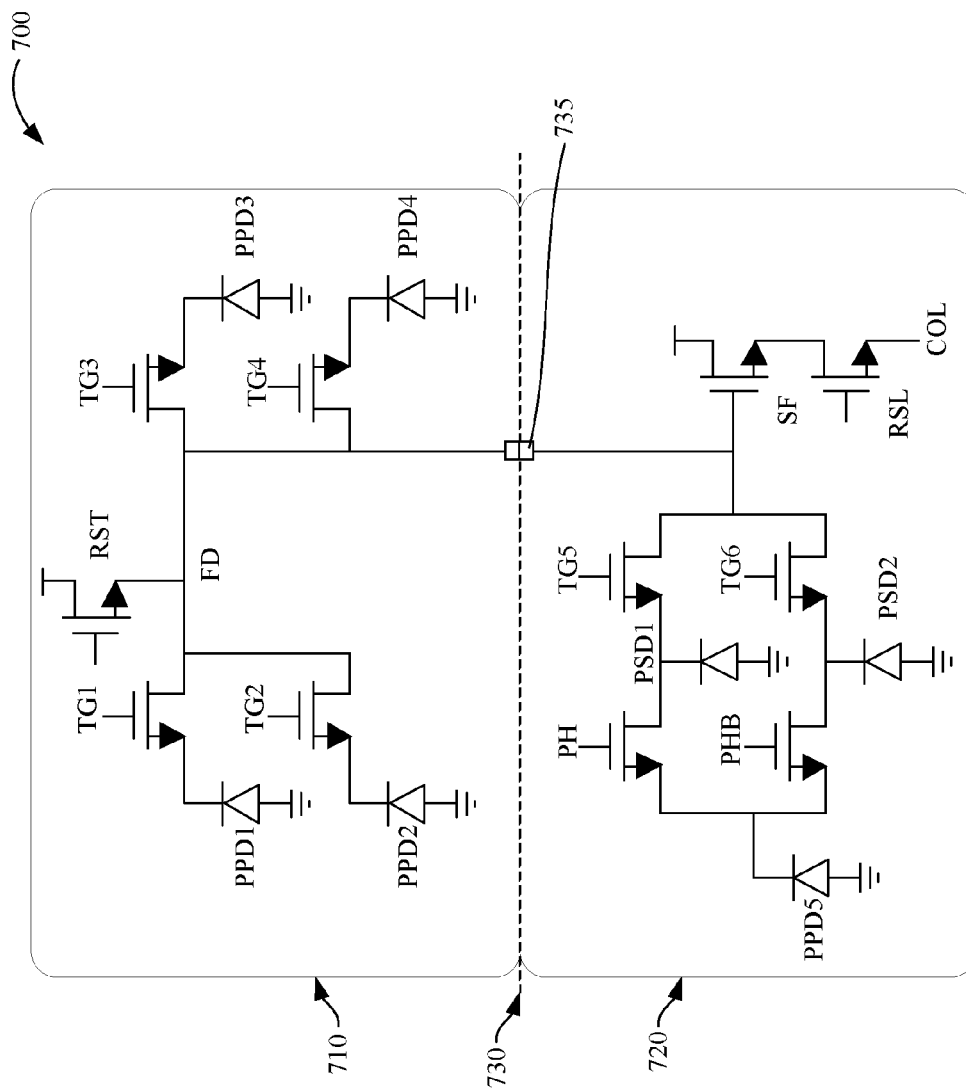 700
RST
TG1
TG3
PPD3
FD
PPD1
TG2
TG4
PPD4
PPD2
710
735
730
PH
TG5
PSD1
SF
PHB
TG6
RSL
COL
PPD5
PSD2
720